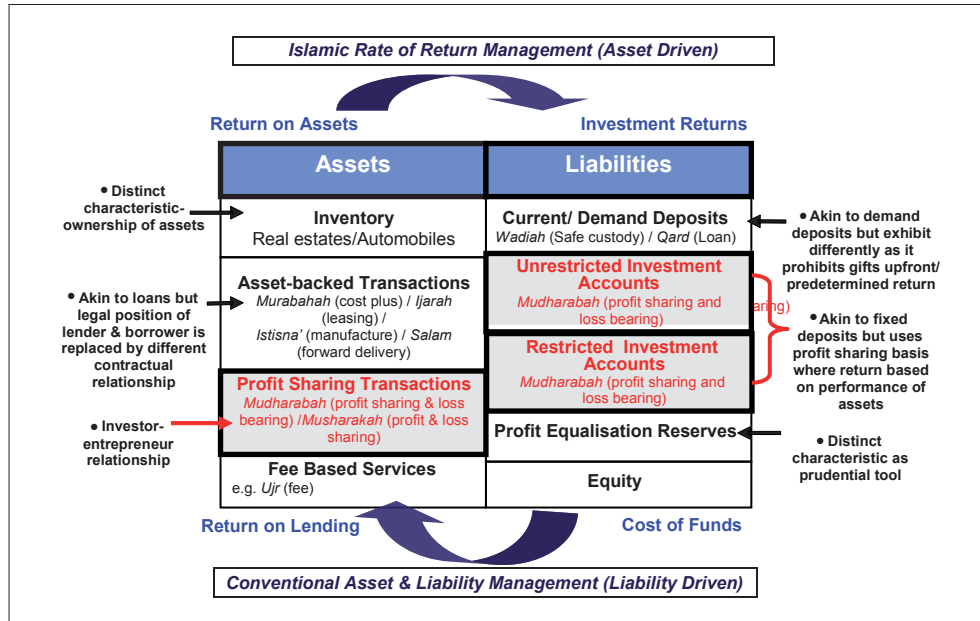 Islamic Rate of Return Management (Asset Driven)
Return on Assets
Investment Returns
Assets
Liabilities
• Distinct
characteristic-
ownership of assets
Inventory
Real estates/Automobiles
Current/ Demand Deposits
Wadiah (Safe custody) / Qard (Loan)
• Akin to demand
deposits but exhibit
differently as it
prohibits gifts upfront/
predetermined return
• Akin to loans but
legal position of
lender & borrower is
replaced by different
contractual
relationship
Asset-backed Transactions
Murabahah (cost plus) / Ijarah
(leasing) /
Istisna' (manufacture) / Salam
(forward delivery)
Unrestricted Investment
Accounts
Mudharabah (profit sharing and
loss bearing)
aring)
Restricted Investment
Accounts
Mudharabah (profit sharing and
loss bearing)
• Akin to fixed
deposits but uses
profit sharing basis
where return based
on performance of
assets
• Investor-
entrepreneur
relationship
Profit Sharing Transactions
Mudharabah (profit sharing & loss
bearing) /Musharakah (profit & loss
sharing)
Profit Equalisation Reserves
• Distinct
characteristic as
prudential tool
Fee Based Services
e.g. Ujr (fee)
Equity
Return on Lending
Cost of Funds
Conventional Asset & Liability Management (Liability Driven)